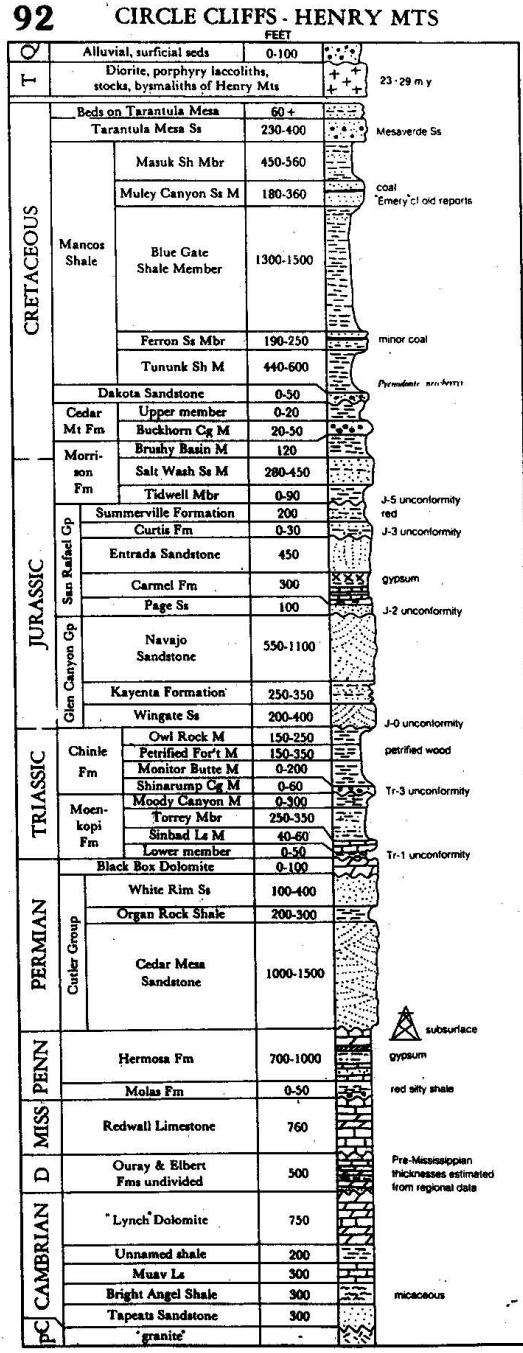 92 CIRCLE CLIFFS - HENRY MTS
FEET
Q Alluvial, surficial seds 0-100
T Diorite, porphyry laccoliths,
stocks, bysmaliths of Henry Mts 23-29 m y
CRETACEOUS
Beds on Tarantula Mesa 60 +
Tarantula Mesa Ss 230-400 Mesaverde Ss
Mancos
Shale
Masuk Sh Mbr 450-560
Muley Canyon Ss M 180-360 coal
"Emery" of old reports
Blue Gate
Shale Member 1300-1500
Ferron Ss Mbr 190-250 minor coal
Tununk Sh M 440-600
Dakota Sandstone 0-50
Cedar
Mt Fm
Upper member 0-20
Buckhorn Cg M 20-50
Morri-
son
Fm
Brushy Basin M 120
JURASSIC
Salt Wash Ss M 280-450
Tidwell Mbr 0-90 J-5 unconformity
San Rafael Gp
Summerville Formation 200 red
Curtis Fm 0-30 J-3 unconformity
Entrada Sandstone 450
Carmel Fm 300 gypsum
Page Ss 100 J-2 unconformity
Glen Canyon Gp
Navajo
Sandstone 550-1100
Kayenta Formation 250-350
Wingate Ss 200-400 J-0 unconformity
TRIASSIC
Chinle
Fm
Owl Rock M 150-250
Petrified For't M 150-350 petrified wood
Monitor Butte M 0-200
Shinarump Cg M 0-60 Tr-3 unconformity
Moen-
kopi
Fm
Moody Canyon M 0-300
Torrey Mbr 250-350
Sinbad Ls M 40-60
Lower member 0-50 Tr-1 unconformity
PERMIAN
Black Box Dolomite 0-100
Cutler Group
White Rim Ss 100-400
Organ Rock Shale 200-300
Cedar Mesa
Sandstone 1000-1500
subsurface
PENN
Hermosa Fm 700-1000 gypsum
Molas Fm 0-50 red silty shale
MISS
Redwall Limestone 760
D
Ouray & Elbert
Fms undivided 500
Pre-Mississippian
thicknesses estimated
from regional data
CAMBRIAN
"Lynch" Dolomite 750
Unnamed shale 200
Muav Ls 300
Bright Angel Shale 300 micaceous
Tapeats Sandstone 300
pC
"granite" -